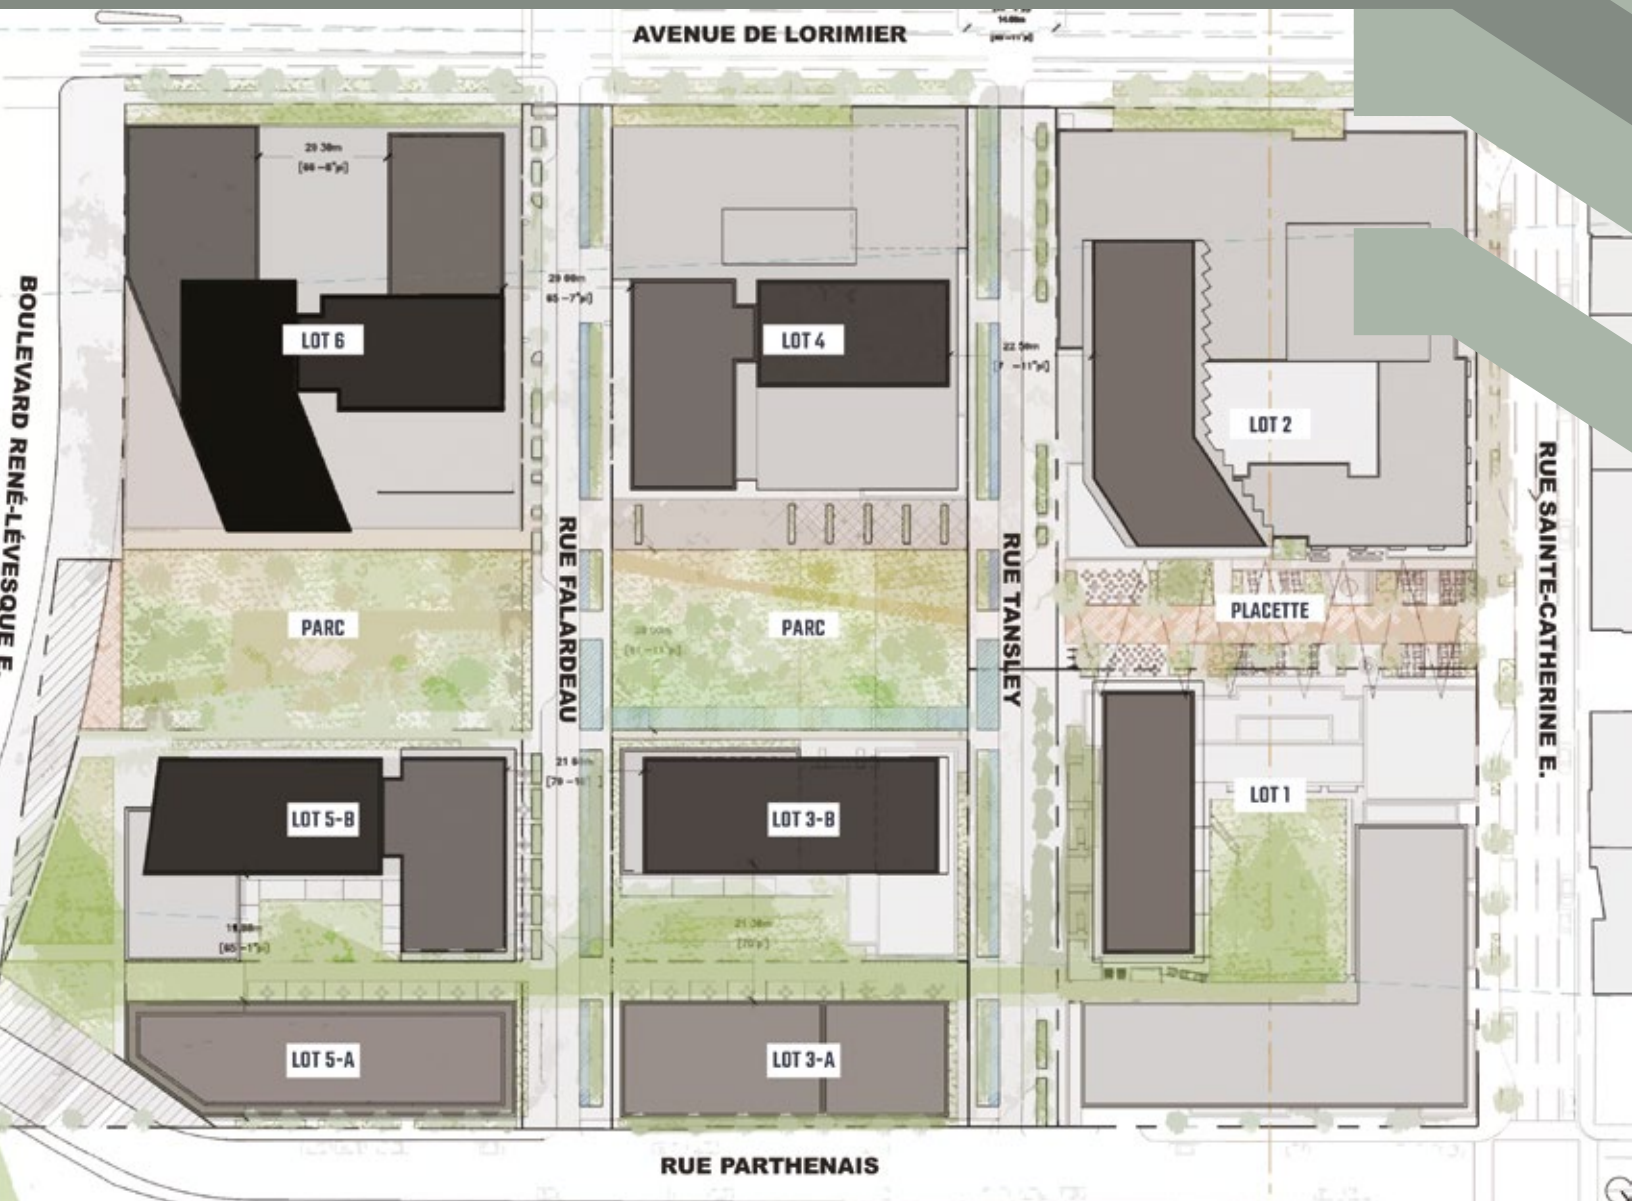 AVENUE DE LORIMIER
BOULEVARD RENÉ-LÉVESQUE E.
LOT 6
LOT 4
LOT 2
RUE FALARDEAU
RUE TANSLEY
RUE SAINTE-CATHERINE E.
PARC
PARC
PLACETTE
LOT 5-B
LOT 3-B
LOT 1
LOT 5-A
LOT 3-A
RUE PARTHENAIS